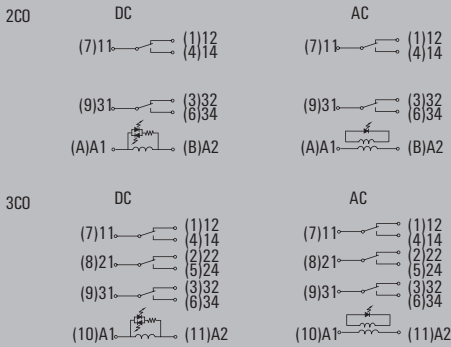 2CO DC AC
(7)11 (1)12 (7)11 (1)12
(4)14 (4)14
(9)31 (3)32 (9)31 (3)32
(6)34 (6)34
(A)A1 (B)A2 (A)A1 (B)A2
3CO DC AC
(7)11 (1)12 (7)11 (1)12
(4)14 (4)14
(8)21 (2)22 (8)21 (2)22
(5)24 (5)24
(9)31 (3)32 (9)31 (3)32
(6)34 (6)34
(10)A1 (11)A2 (10)A1 (11)A2